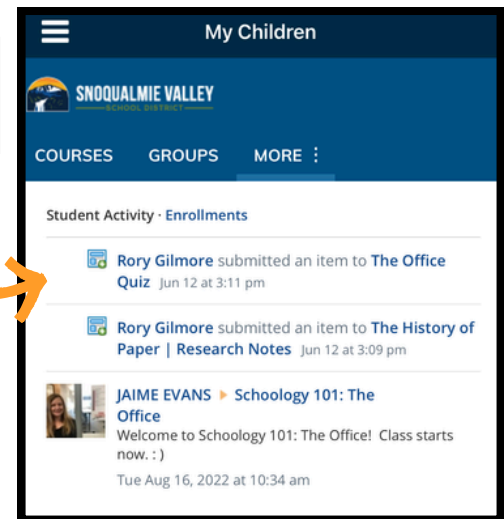 My Children
SNOQUALMIE VALLEY
SCHOOL DISTRICT
COURSES GROUPS MORE ⋮
Student Activity · Enrollments
Rory Gilmore submitted an item to The Office
Quiz Jun 12 at 3:11 pm
Rory Gilmore submitted an item to The History of
Paper | Research Notes Jun 12 at 3:09 pm
JAIME EVANS ▸ Schoology 101: The
Office
Welcome to Schoology 101: The Office! Class starts
now. : )
Tue Aug 16, 2022 at 10:34 am